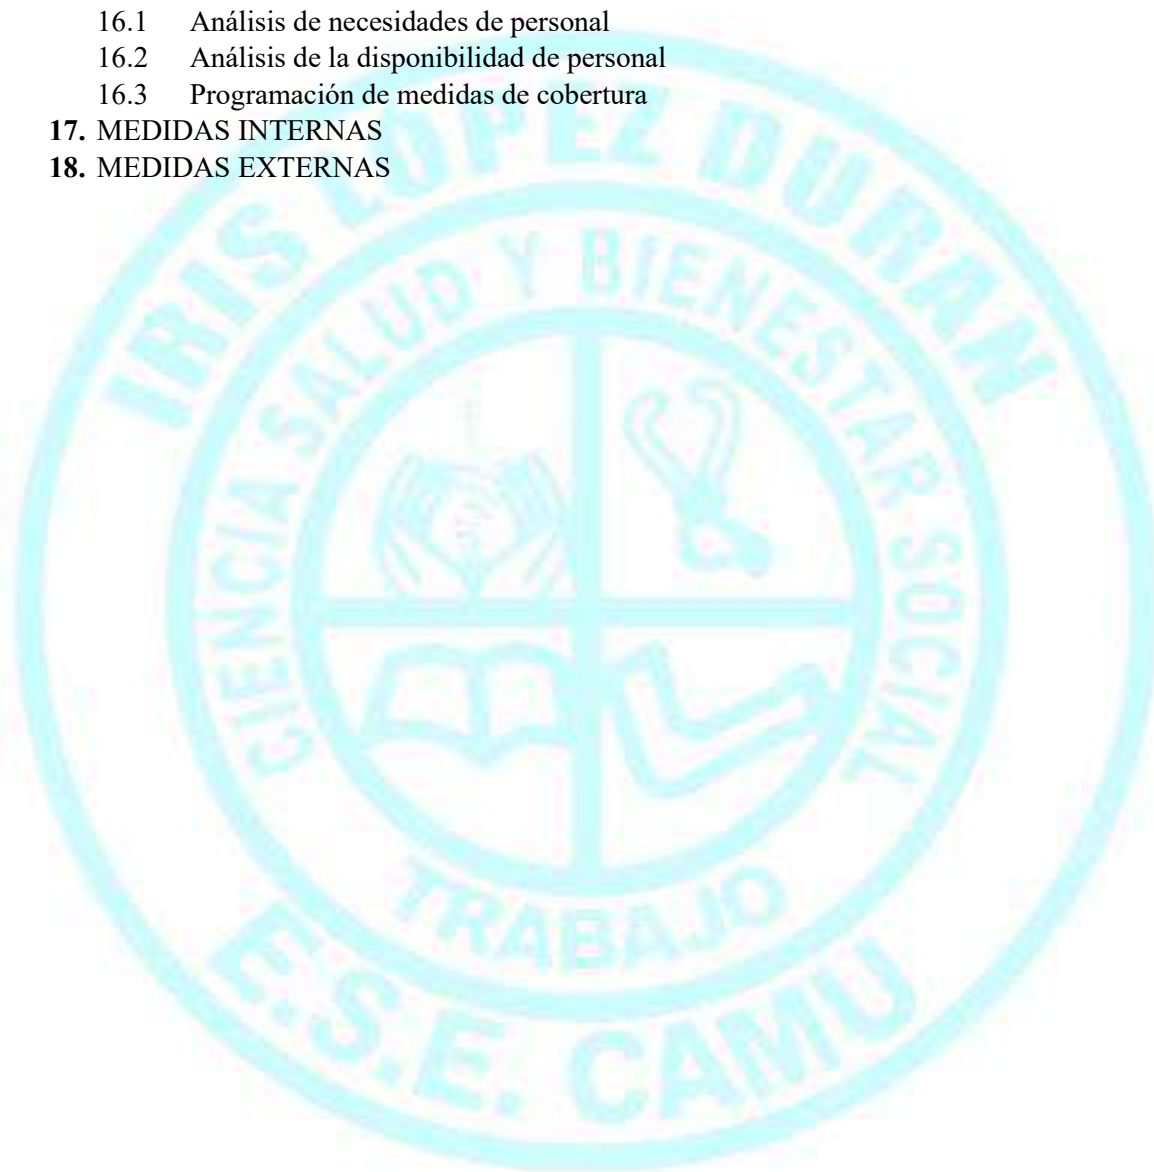 16.1 Análisis de necesidades de personal
16.2 Análisis de la disponibilidad de personal
16.3 Programación de medidas de cobertura
17. MEDIDAS INTERNAS
18. MEDIDAS EXTERNAS
IRIS LOPEZ DURAN
CIENCIA SALUD Y BIENESTAR SOCIAL
TRABAJO
E.S.E. CAMU